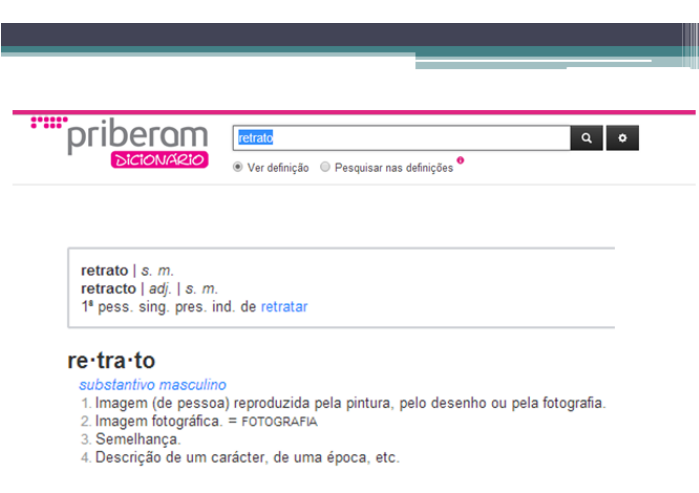 priberam
DICIONÁRIO
retrato
Ver definição Pesquisar nas definições
retrato | s. m.
retracto | adj. | s. m.
1ª pess. sing. pres. ind. de retratar
re·tra·to
substantivo masculino
1. Imagem (de pessoa) reproduzida pela pintura, pelo desenho ou pela fotografia.
2. Imagem fotográfica. = FOTOGRAFIA
3. Semelhança.
4. Descrição de um carácter, de uma época, etc.